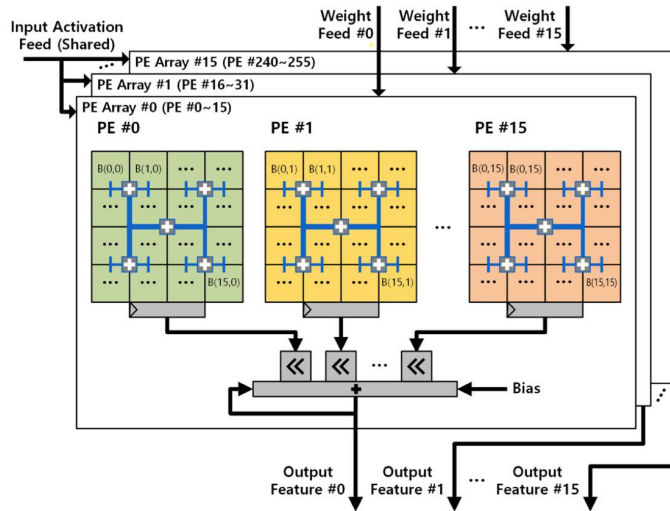 Input Activation
Feed (Shared)
Weight
Feed #0
Weight
Feed #1
...
Weight
Feed #15
...
PE Array #15 (PE #240~255)
PE Array #1 (PE #16~31)
PE Array #0 (PE #0~15)
PE #0
PE #1
PE #15
B(0,0)
B(1,0)
...
...
...
...
...
...
...
...
...
B(15,0)
B(0,1)
B(1,1)
...
...
...
...
...
...
...
...
...
B(15,1)
...
B(0,15)
B(0,15)
...
...
...
...
...
...
...
...
...
B(15,15)
...
+
Bias
...
Output
Feature #0
Output
Feature #1
...
Output
Feature #15